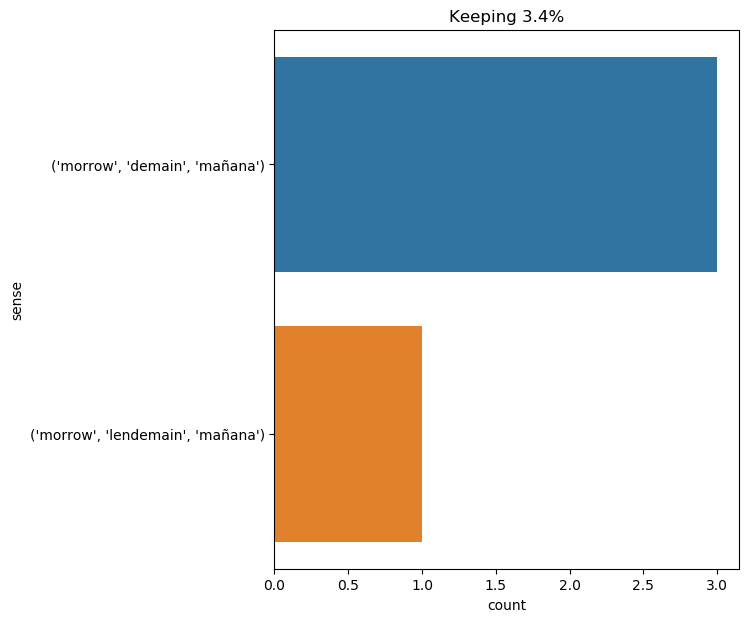 Keeping 3.4%
('morrow', 'demain', 'mañana')
sense
('morrow', 'lendemain', 'mañana')
0.0 0.5 1.0 1.5 2.0 2.5 3.0
count